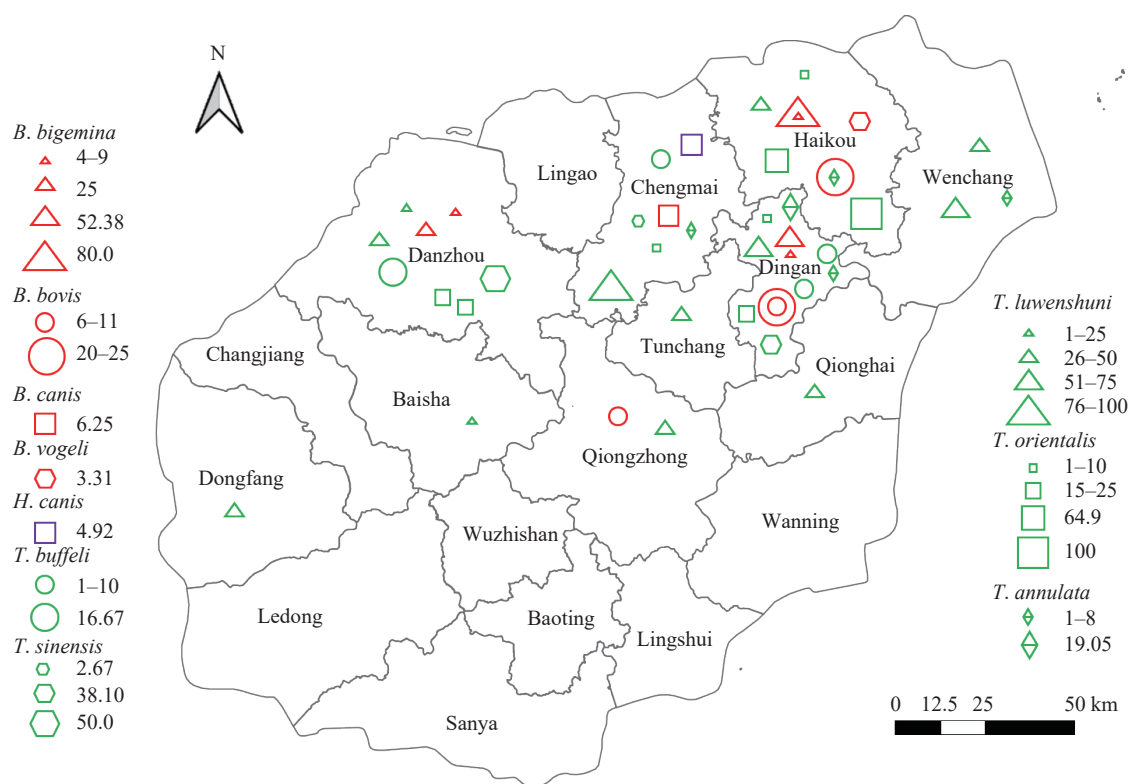 N
B. bigemina
4–9
25
52.38
80.0
B. bovis
6–11
20–25
B. canis
6.25
B. vogeli
3.31
H. canis
4.92
T. buffeli
1–10
16.67
T. sinensis
2.67
38.10
50.0
Haikou
Lingao
Chengmai
Wenchang
Danzhou
Dingan
Changjiang
Tunchang
Qionghai
Baisha
Qiongzhong
Dongfang
Wanning
Wuzhishan
Ledong
Baoting
Lingshui
Sanya
T. luwenshuni
1–25
26–50
51–75
76–100
T. orientalis
1–10
15–25
64.9
100
T. annulata
1–8
19.05
0 12.5 25 50 km